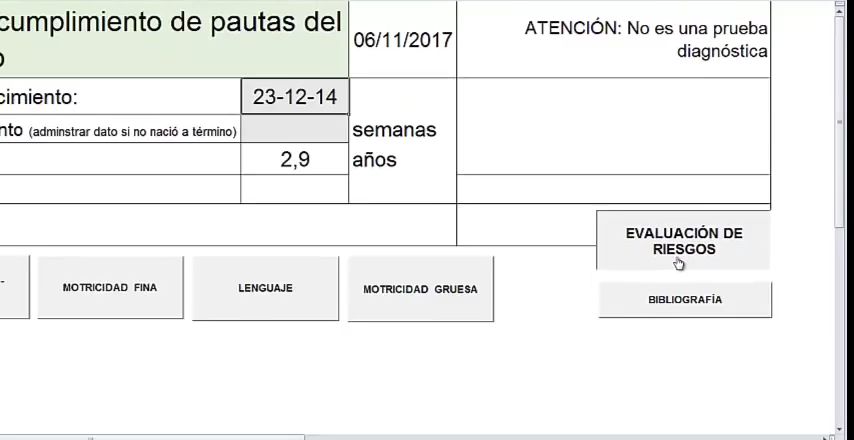 cumplimiento de pautas del
o
06/11/2017
ATENCIÓN: No es una prueba
diagnóstica
cimiento:
23-12-14
nto (adminstrar dato si no nació a término)
semanas
2,9
años
EVALUACIÓN DE
RIESGOS
-
MOTRICIDAD FINA
LENGUAJE
MOTRICIDAD GRUESA
BIBLIOGRAFÍA